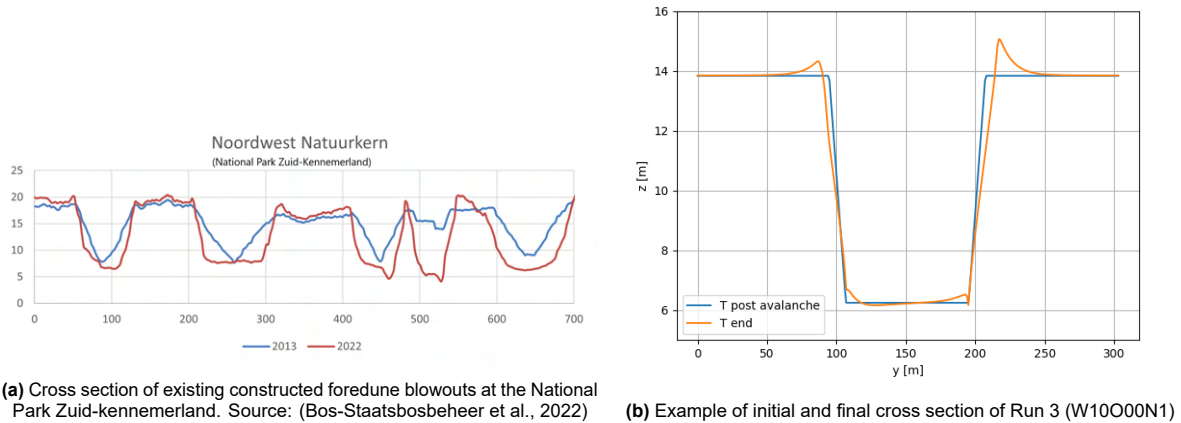 Noordwest Natuurkern
(National Park Zuid-Kennemerland)
25
20
15
10
5
0
0 100 200 300 400 500 600 700
2013 2022
(a) Cross section of existing constructed foredune blowouts at the National
Park Zuid-kennemerland. Source: (Bos-Staatsbosbeheer et al., 2022)
16
14
12
10
8
6
z [m]
T post avalanche
T end
0 50 100 150 200 250 300
y [m]
(b) Example of initial and final cross section of Run 3 (W10O00N1)